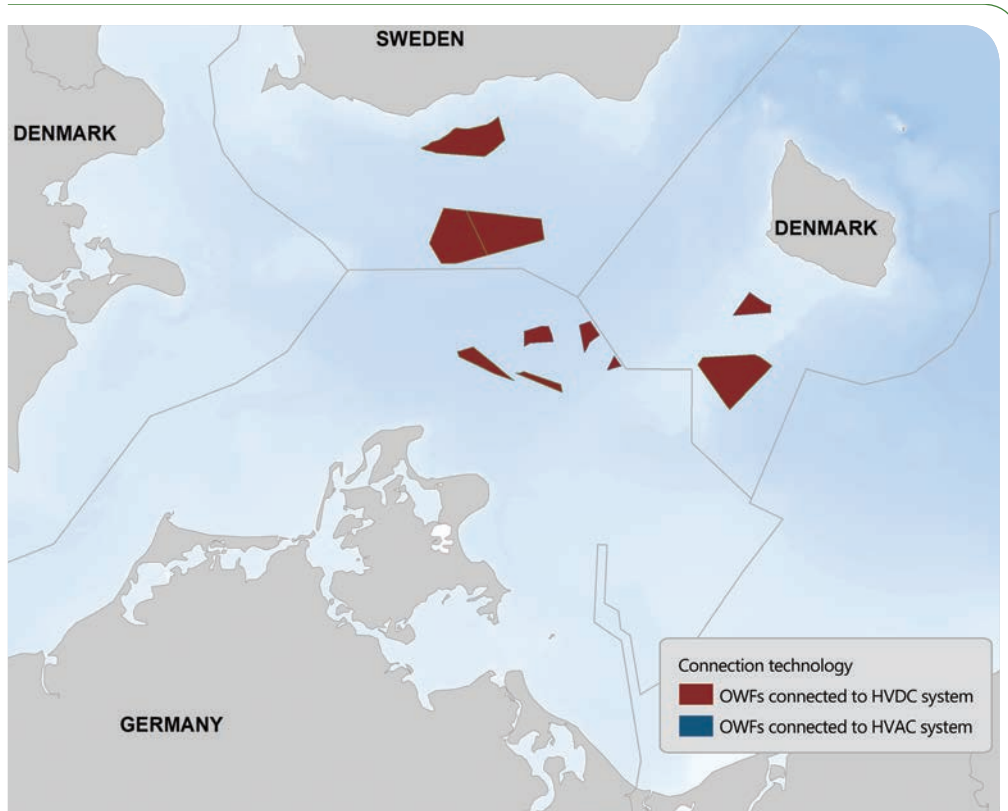 SWEDEN
DENMARK
DENMARK
GERMANY
Connection technology
OWFs connected to HVDC system
OWFs connected to HVAC system